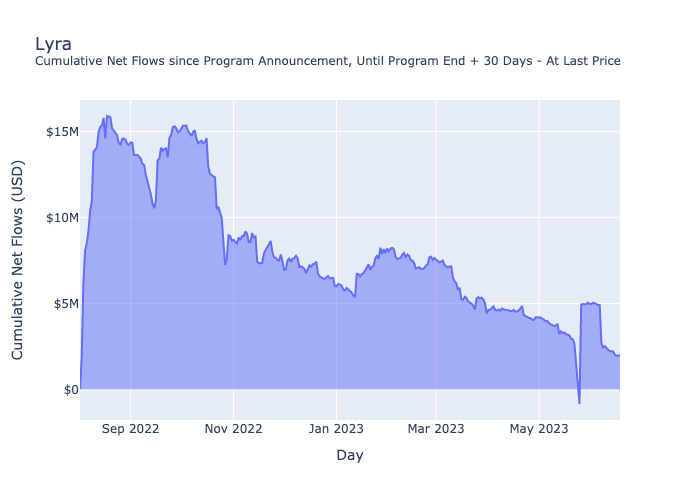 Lyra
Cumulative Net Flows since Program Announcement, Until Program End + 30 Days - At Last Price
Cumulative Net Flows (USD)
$15M
$10M
$5M
$0
Sep 2022
Nov 2022
Jan 2023
Mar 2023
May 2023
Day